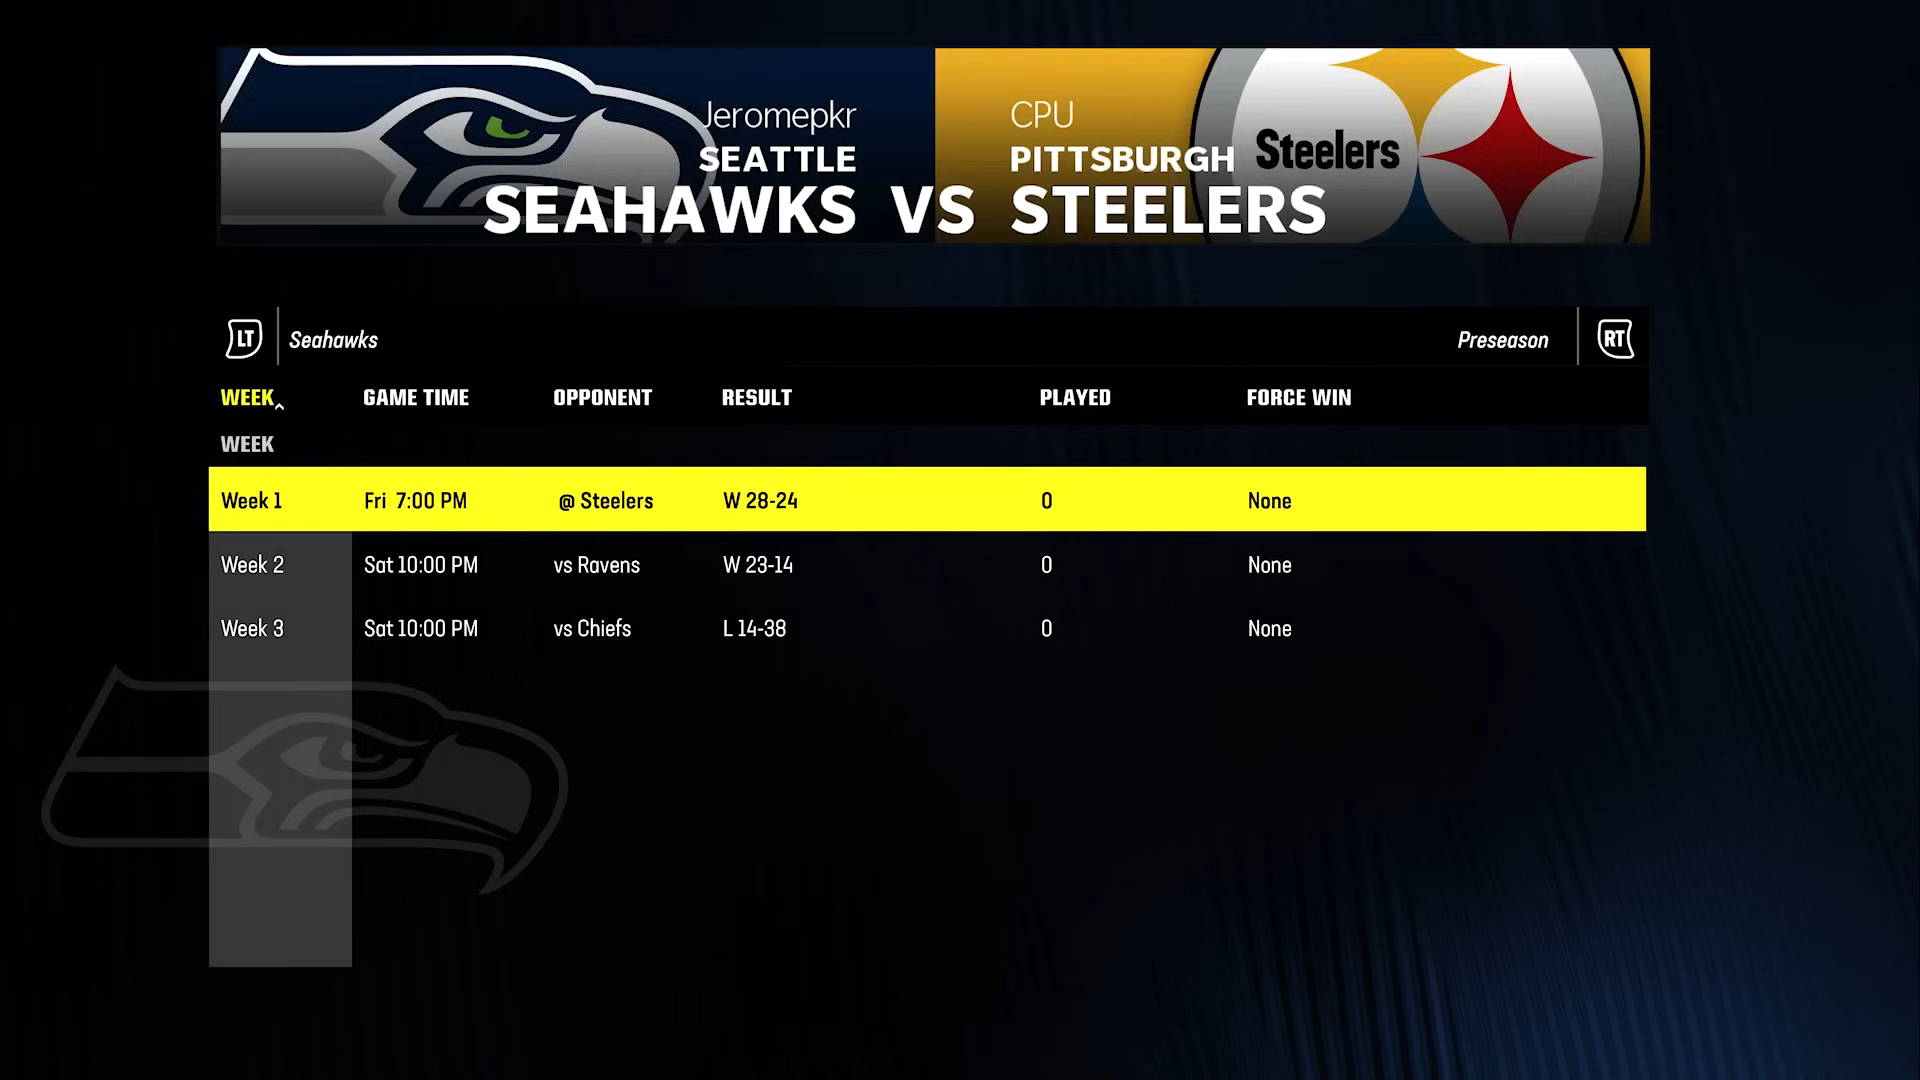 Jeromepkr
SEATTLE
SEAHAWKS VS STEELERS
CPU
PITTSBURGH
Steelers
LT Seahawks Preseason RT
WEEK GAME TIME OPPONENT RESULT PLAYED FORCE WIN
WEEK
Week 1 Fri 7:00 PM @ Steelers W 28-24 0 None
Week 2 Sat 10:00 PM vs Ravens W 23-14 0 None
Week 3 Sat 10:00 PM vs Chiefs L 14-38 0 None